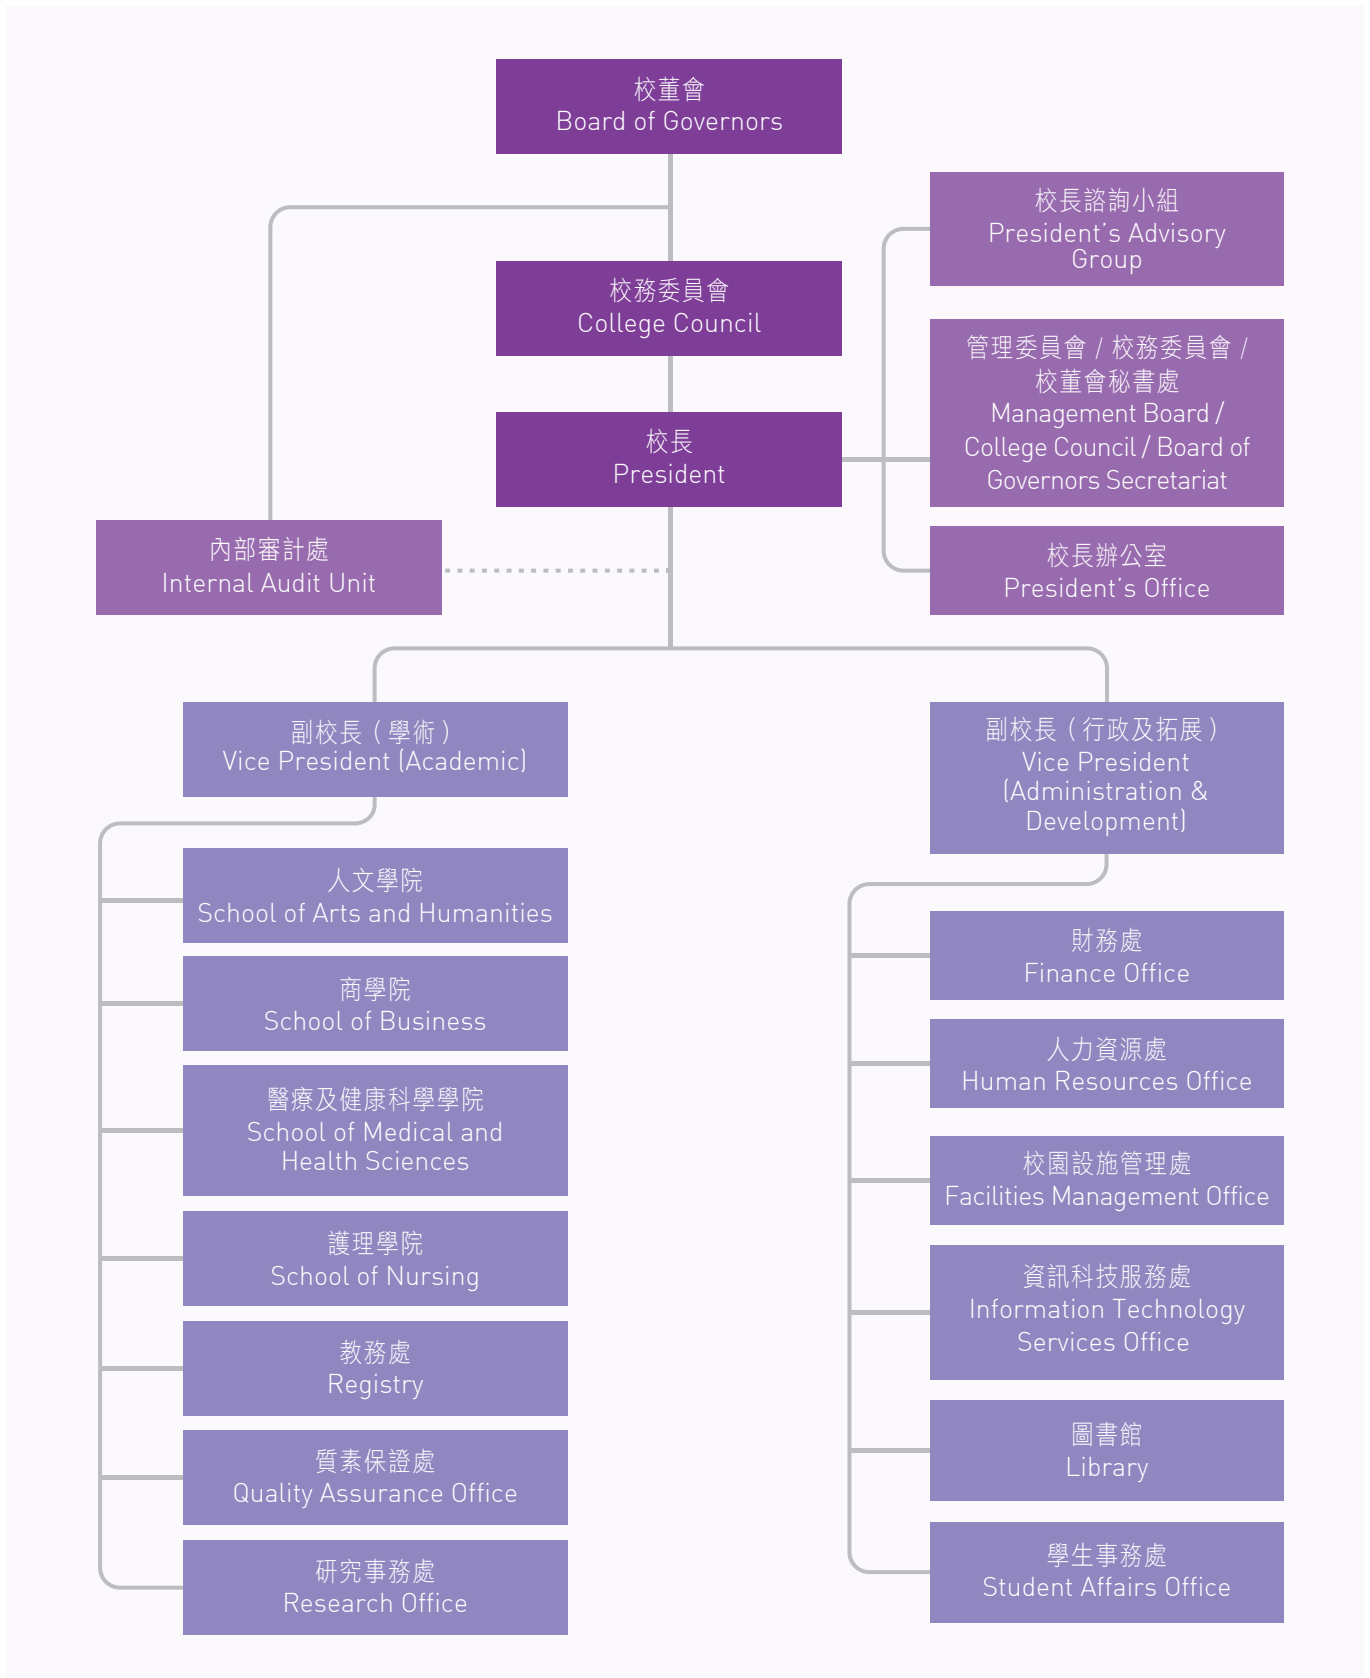 校董會
Board of Governors
校長諮詢小組
President’s Advisory
Group
校務委員會
College Council
管理委員會 / 校務委員會 /
校董會秘書處
Management Board /
College Council / Board of
Governors Secretariat
校長
President
內部審計處
Internal Audit Unit
校長辦公室
President’s Office
副校長（學術）
Vice President (Academic)
人文學院
School of Arts and Humanities
商學院
School of Business
醫療及健康科學學院
School of Medical and
Health Sciences
護理學院
School of Nursing
教務處
Registry
質素保證處
Quality Assurance Office
研究事務處
Research Office
副校長（行政及拓展）
Vice President
(Administration &
Development)
財務處
Finance Office
人力資源處
Human Resources Office
校園設施管理處
Facilities Management Office
資訊科技服務處
Information Technology
Services Office
圖書館
Library
學生事務處
Student Affairs Office